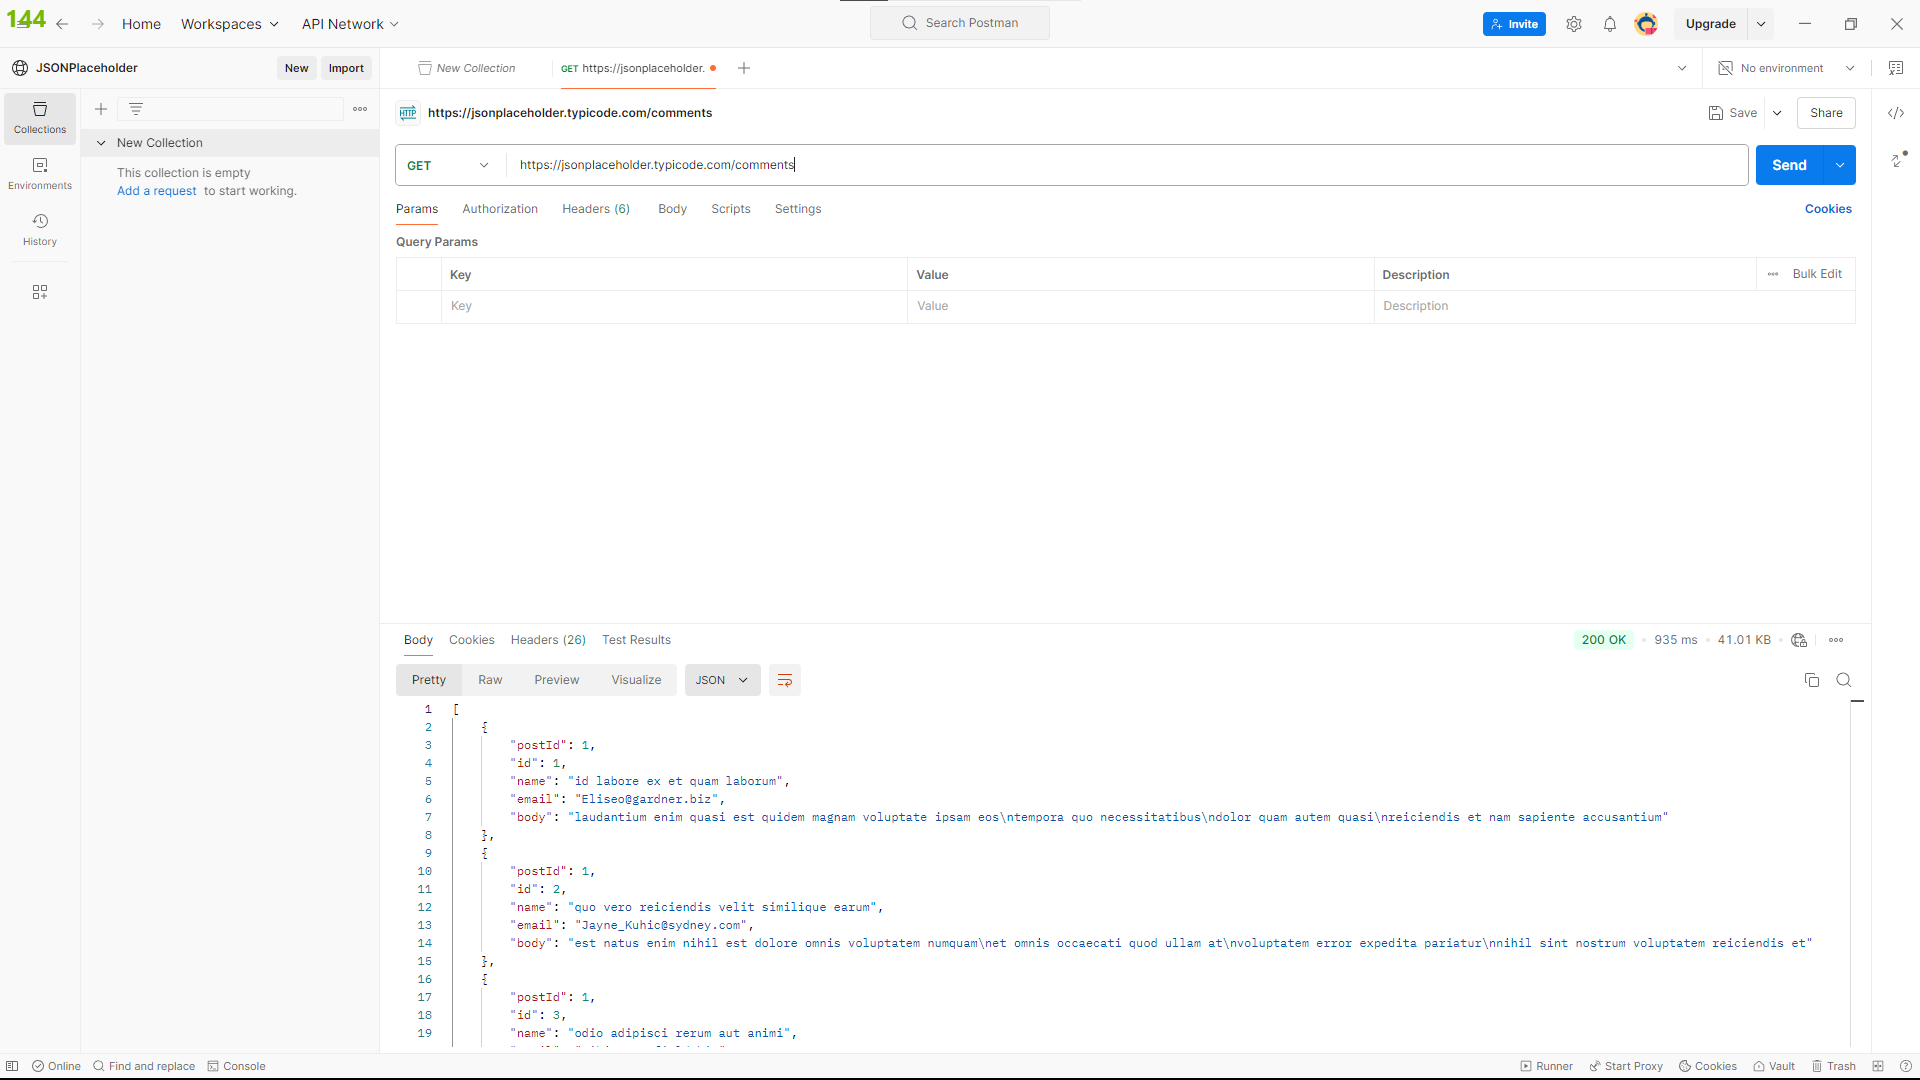 144
Home Workspaces API Network Search Postman Invite Upgrade
JSONPlaceholder New Import New Collection GET https://jsonplaceholder. No environment
Collections
New Collection
This collection is empty
Add a request to start working.
Environments
History
HTTP https://jsonplaceholder.typicode.com/comments Save Share
GET https://jsonplaceholder.typicode.com/comments Send
Params Authorization Headers (6) Body Scripts Settings Cookies
Query Params
Key Value Description Bulk Edit
Key Value Description
Body Cookies Headers (26) Test Results 200 OK 935 ms 41.01 KB
Pretty Raw Preview Visualize JSON
1 [
2 {
3 "postId": 1,
4 "id": 1,
5 "name": "id labore ex et quam laborum",
6 "email": "Eliseo@gardner.biz",
7 "body": "laudantium enim quasi est quidem magnam voluptate ipsam eos\ntempora quo necessitatibus\ndolor quam autem quasi\nreiciendis et nam sapiente accusantium"
8 },
9 {
10 "postId": 1,
11 "id": 2,
12 "name": "quo vero reiciendis velit similique earum",
13 "email": "Jayne_Kuhic@sydney.com",
14 "body": "est natus enim nihil est dolore omnis voluptatem numquam\net omnis occaecati quod ullam at\nvoluptatem error expedita pariatur\nnihil sint nostrum voluptatem reiciendis et"
15 },
16 {
17 "postId": 1,
18 "id": 3,
19 "name": "odio adipisci rerum aut animi",
Online Find and replace Console Runner Start Proxy Cookies Vault Trash